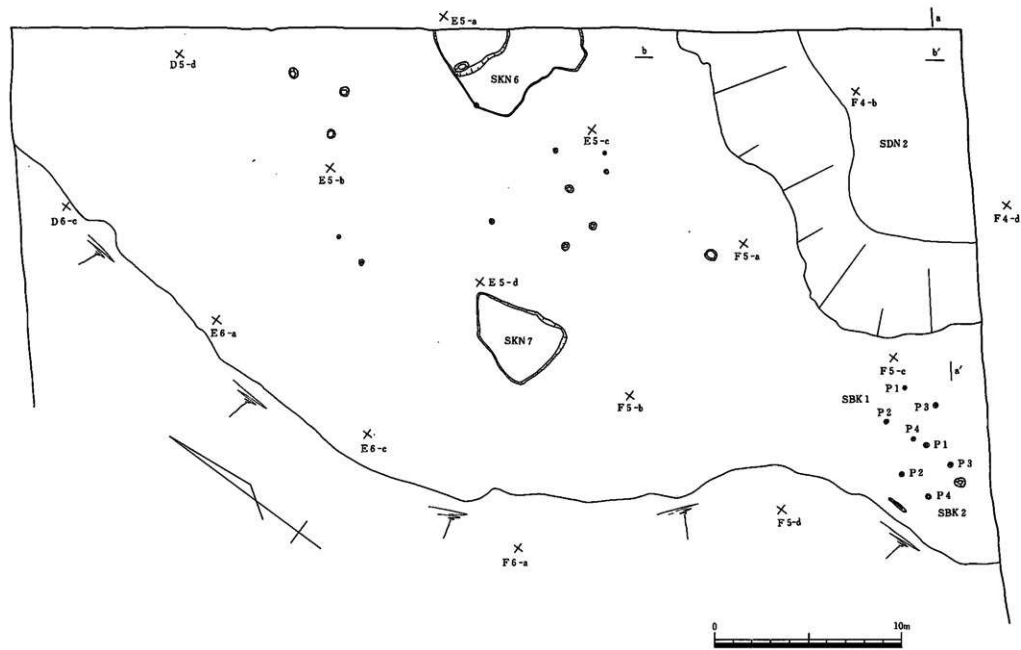 E5-a
a
D5-d
b
b'
SKN6
F4-b
E5-c
SDN2
E5-b
D6-c
F4-d
F5-a
E5-d
E6-a
SKN7
F5-c
a'
P1
F5-b
SBK1
P3
P2
P4
P1
E6-c
P3
P2
P4
SBK2
F5-d
F6-a
0
10m